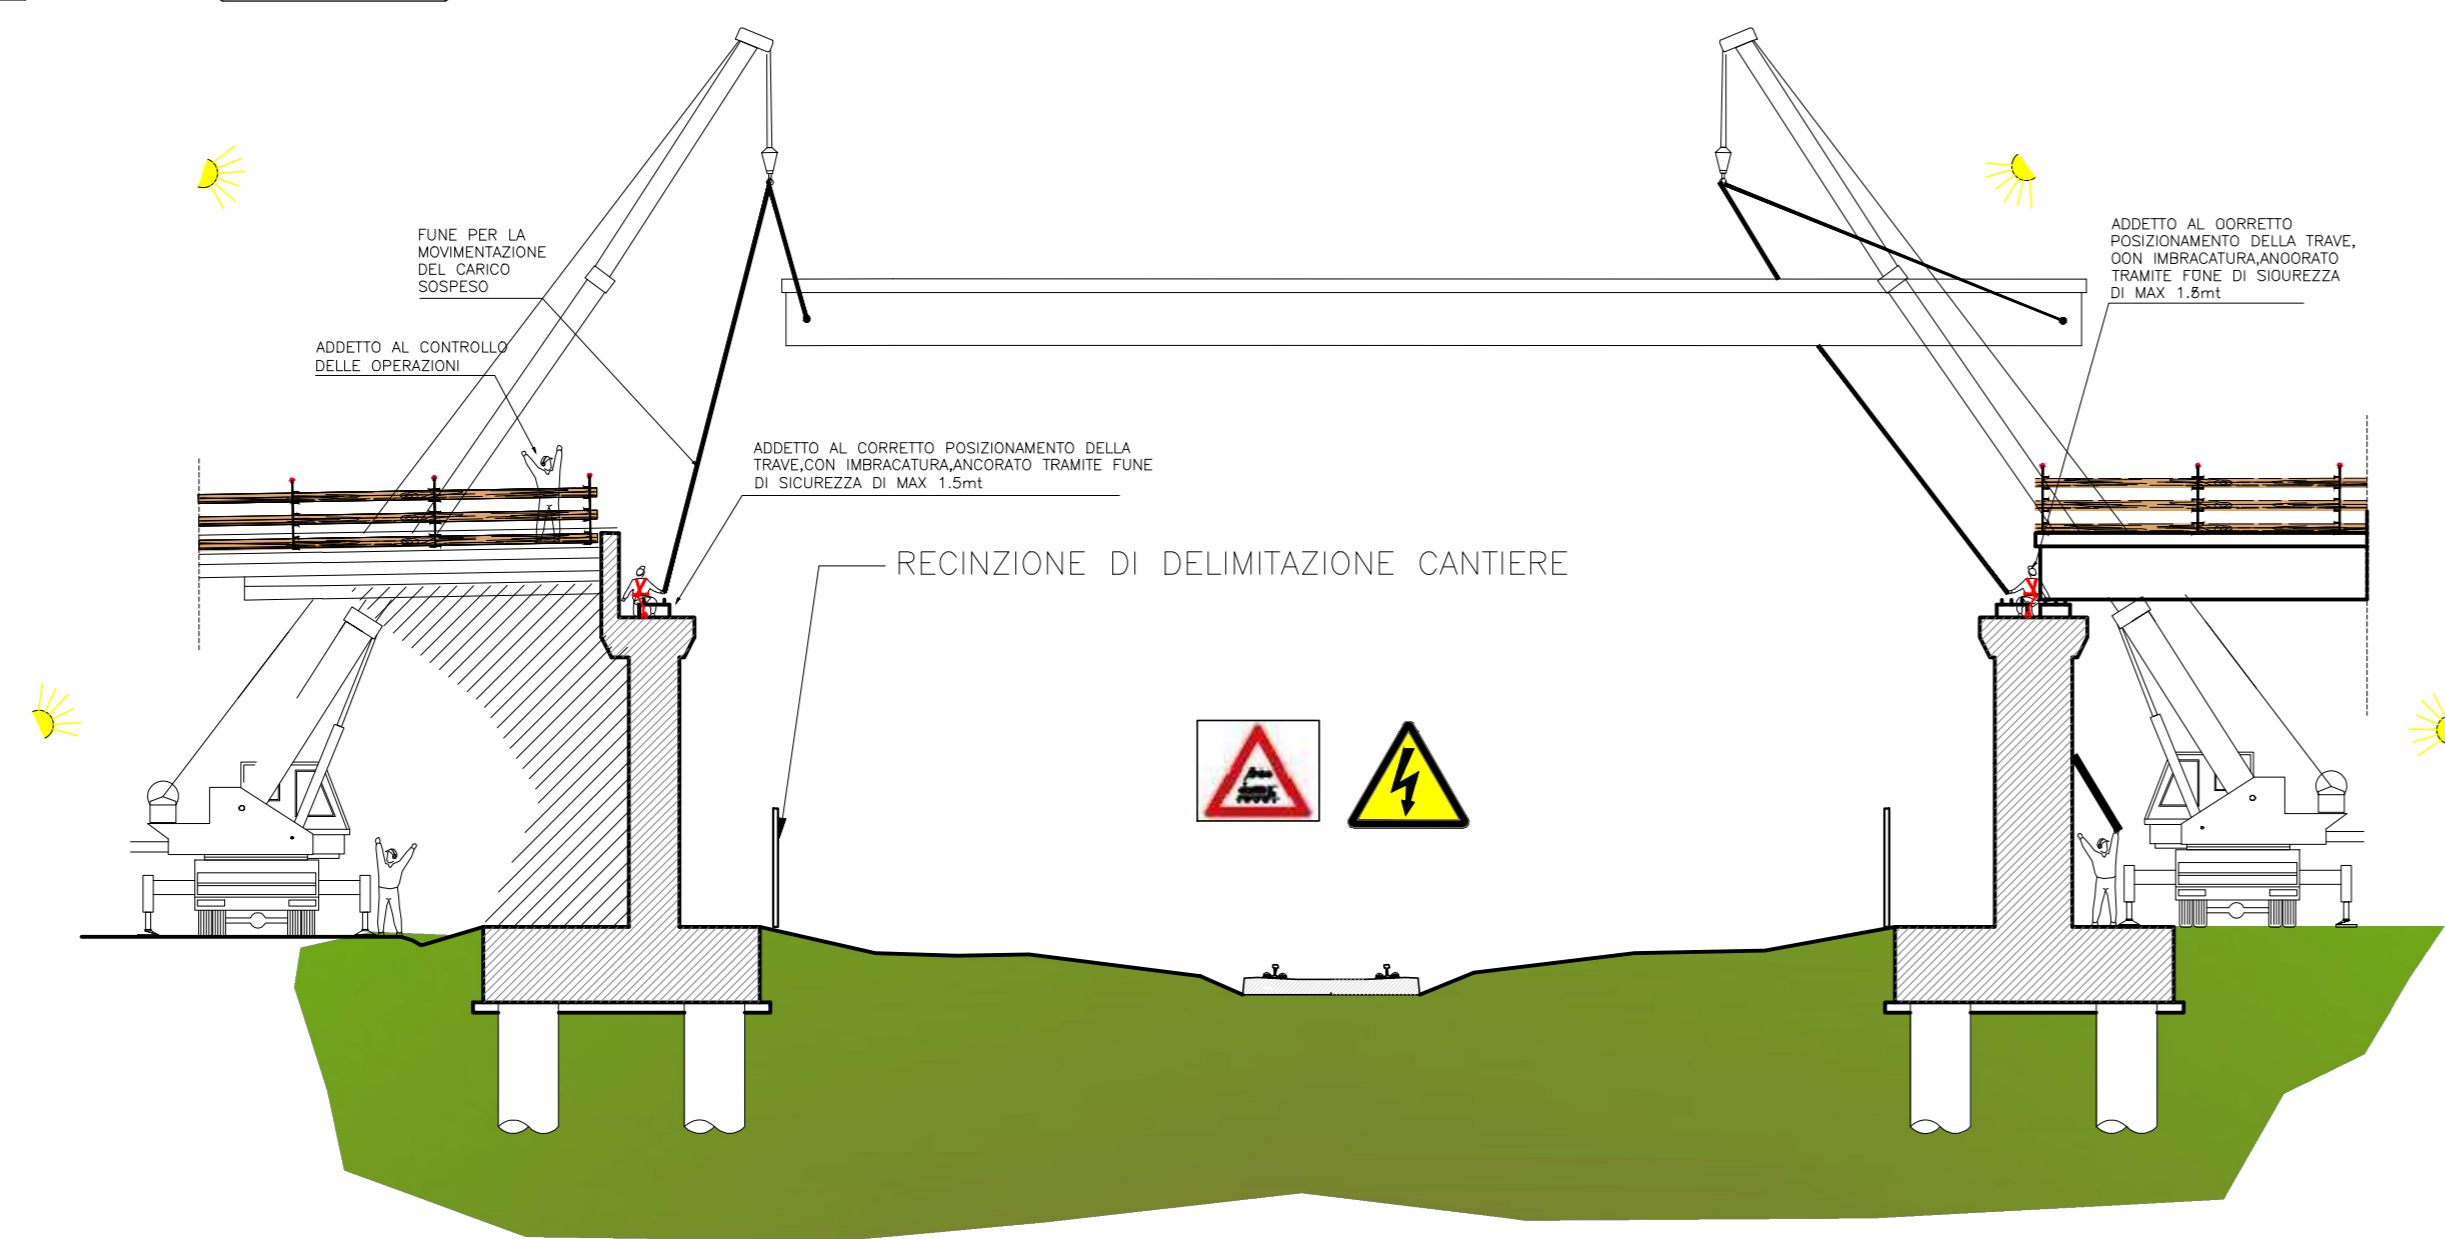 FUNE PER LA
MOVIMENTAZIONE
DEL CARICO
SOSPESO
ADDETTO AL CONTROLLO
DELLE OPERAZIONI
ADDETTO AL CORRETTO POSIZIONAMENTO DELLA
TRAVE,CON IMBRACATURA,ANCORATO TRAMITE FUNE
DI SICUREZZA DI MAX 1.5mt
RECINZIONE DI DELIMITAZIONE CANTIERE
ADDETTO AL OORRETTO
POSIZIONAMENTO DELLA TRAVE,
OON IMBRACATURA,ANOORATO
TRAMITE FUNE DI SIOUREZZA
DI MAX 1.5mt